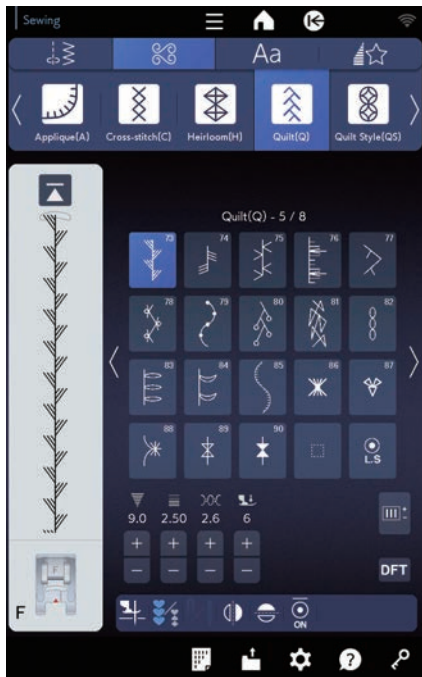 Sewing
Aa
Applique(A) Cross-stitch(C) Heirloom(H) Quilt(Q) Quilt Style(QS)
Quilt(Q) - 5 / 8
73 74 75 76 77
78 79 80 81 82
83 84 85 86 87
88 89 90 L.S
9.0 2.50 2.6 6
+ + + +
− − − −
DFT
F
ON
?